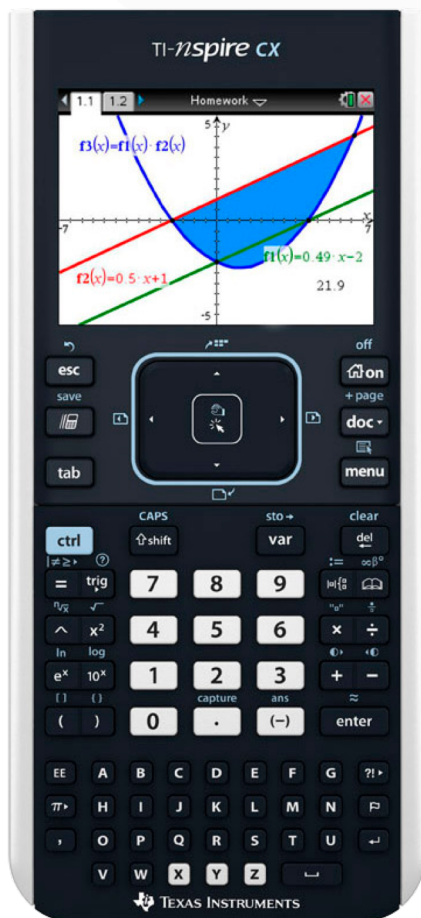 TI-nspire CX
1.1 1.2 Homework
5 y
f3(x)=f1(x)· f2(x)
-7 x 7
f1(x)=0.49· x−2
f2(x)=0.5· x+1
21.9
-5
off
esc on
save +page
doc
tab menu
CAPS sto→ clear
ctrl shift var del
|≠≥▸ ? := ∞β°
= trig 7 8 9 |□|{
ⁿ√x √ "□"
^ x² 4 5 6 × ÷
ln log
eˣ 10ˣ 1 2 3 + −
[ ] { } capture ans ≈
( ) 0 . (−) enter
EE A B C D E F G ?!▸
π▸ H I J K L M N
, O P Q R S T U
V W X Y Z
TEXAS INSTRUMENTS